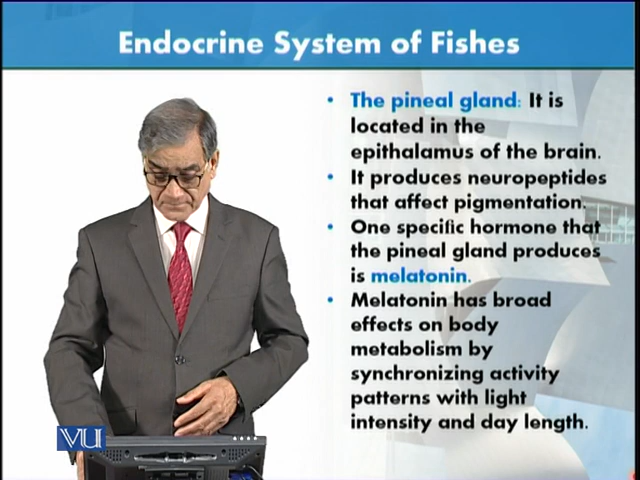 Endocrine System of Fishes
• The pineal gland: It is
located in the
epithalamus of the brain.
• It produces neuropeptides
that affect pigmentation.
• One specific hormone that
the pineal gland produces
is melatonin.
• Melatonin has broad
effects on body
metabolism by
synchronizing activity
patterns with light
intensity and day length.
VU